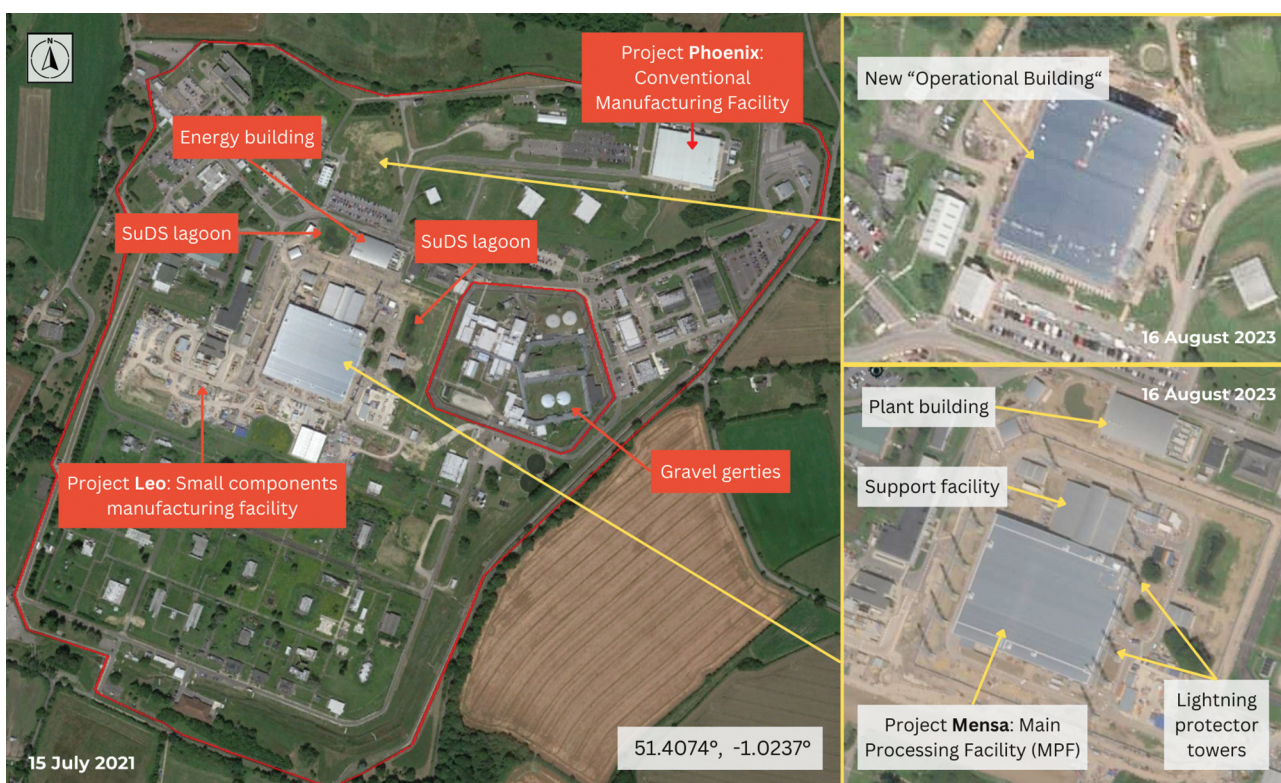 N
Project Phoenix:
Conventional
Manufacturing Facility
Energy building
SuDS lagoon
SuDS lagoon
Gravel gerties
Project Leo: Small components
manufacturing facility
15 July 2021
51.4074°, -1.0237°
New “Operational Building“
16 August 2023
16 August 2023
Plant building
Support facility
Project Mensa: Main
Processing Facility (MPF)
Lightning
protector
towers